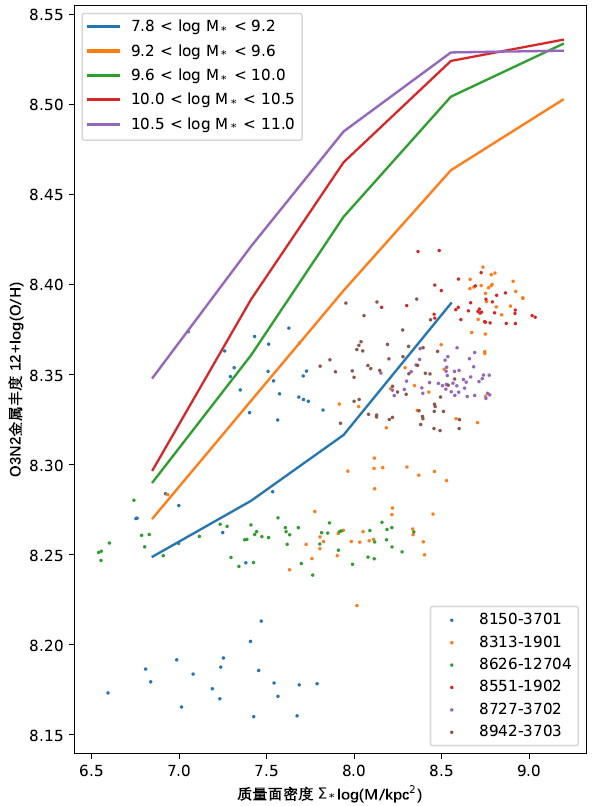 7.8 < log M* < 9.2
9.2 < log M* < 9.6
9.6 < log M* < 10.0
10.0 < log M* < 10.5
10.5 < log M* < 11.0
8.55
8.50
8.45
8.40
8.35
8.30
8.25
8.20
8.15
O3N2金属丰度 12+log(O/H)
8150-3701
8313-1901
8626-12704
8551-1902
8727-3702
8942-3703
6.5 7.0 7.5 8.0 8.5 9.0
质量面密度 Σ* log(M/kpc²)